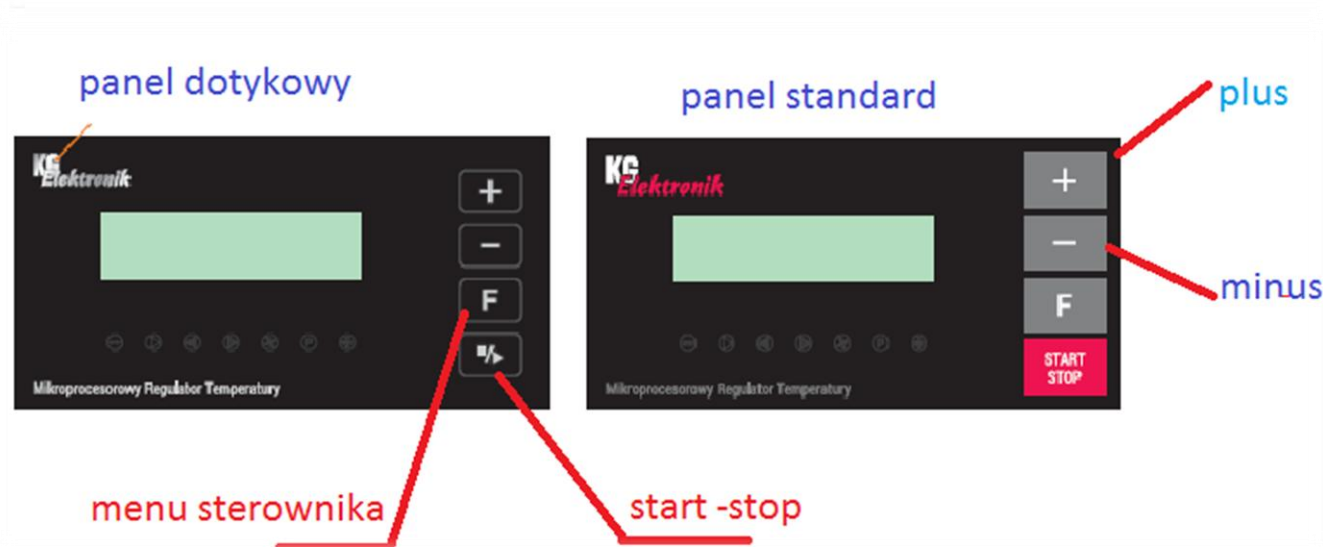 panel dotykowy
panel standard
plus
KG
Elektronik
+
−
F
■/▶
Mikroprocesorowy Regulator Temperatury
KG
Elektronik
+
−
F
START
STOP
P
P
Mikroprocesorowy Regulator Temperatury
minus
menu sterownika
start -stop